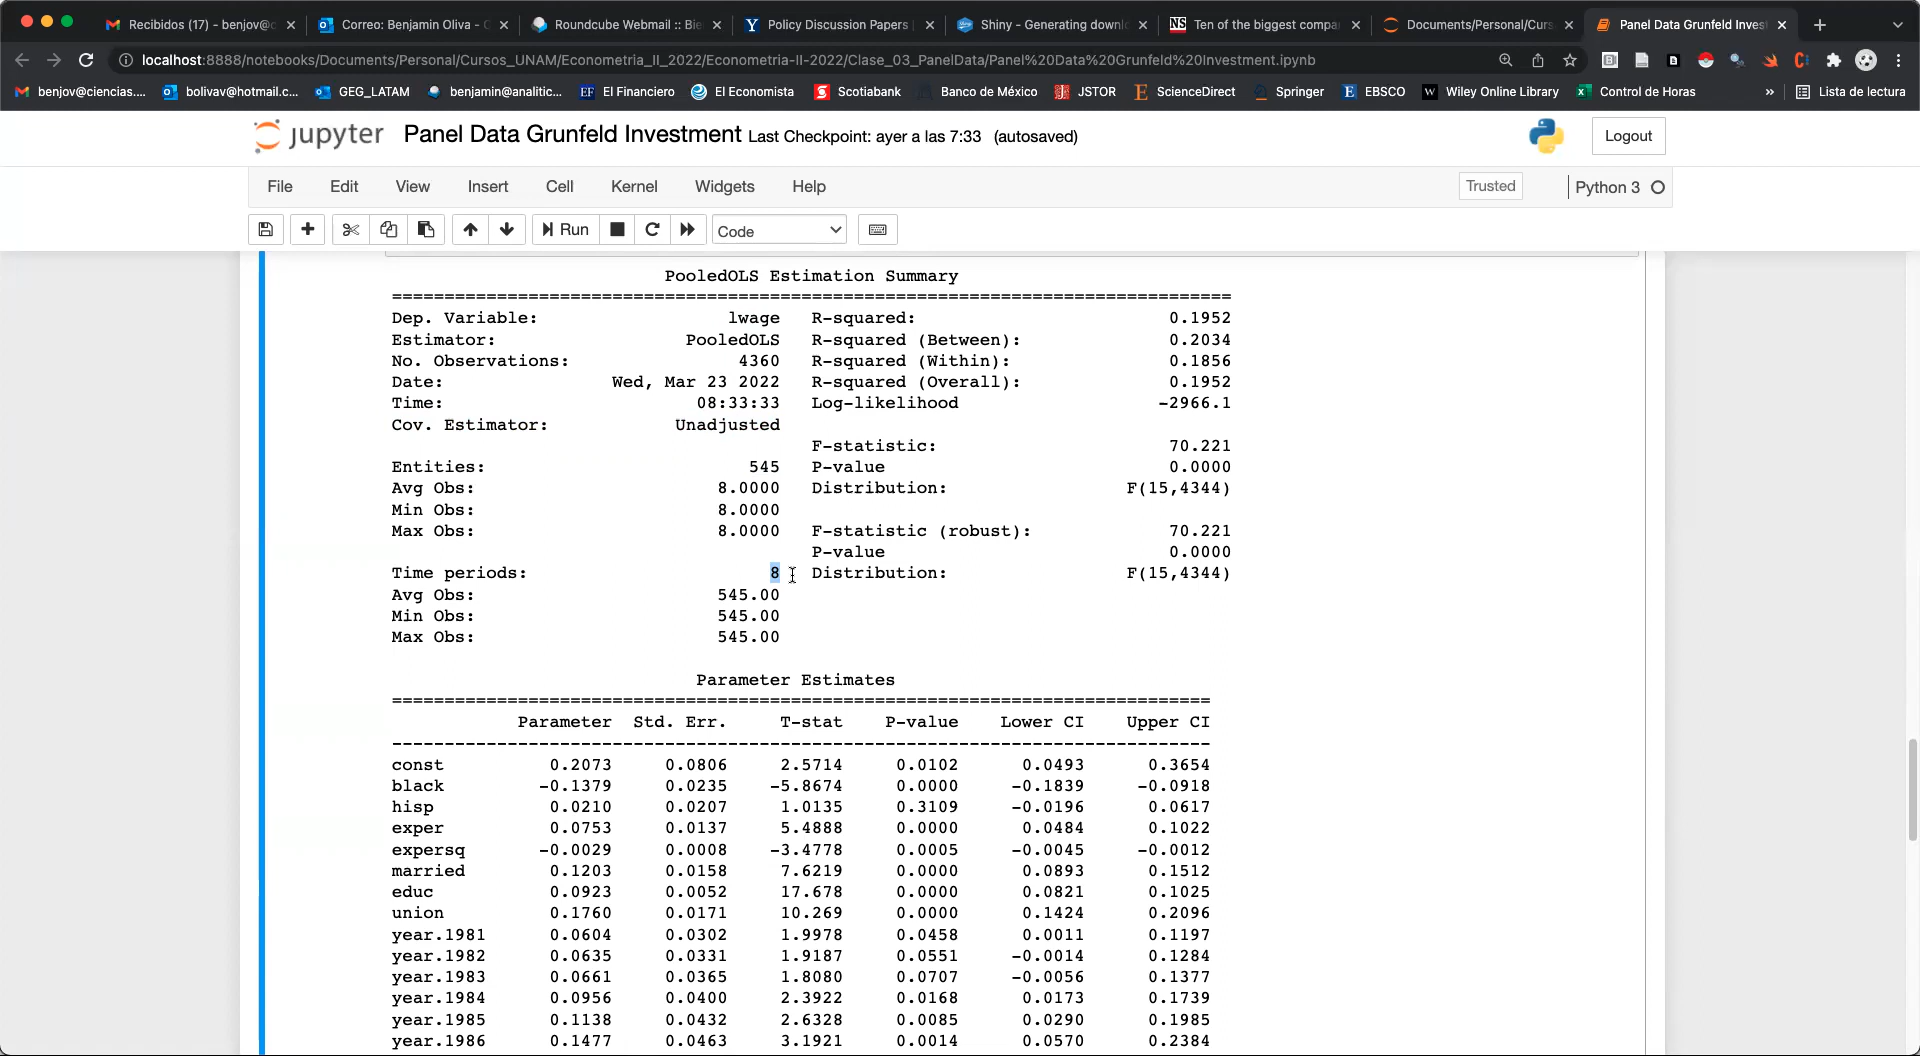 Recibidos (17) - benjov@c
Correo: Benjamin Oliva - C
Roundcube Webmail :: Bie
Policy Discussion Papers |
Shiny - Generating downl
Ten of the biggest compa
Documents/Personal/Curs
Panel Data Grunfeld Invest
localhost:8888/notebooks/Documents/Personal/Cursos_UNAM/Econometria_II_2022/Econometria-II-2022/Clase_03_PanelData/Panel%20Data%20Grunfeld%20Investment.ipynb
benjov@ciencias.... bolivav@hotmail.c... GEG_LATAM benjamin@analitic... El Financiero El Economista Scotiabank Banco de México JSTOR ScienceDirect Springer EBSCO Wiley Online Library Control de Horas » Lista de lectura
jupyter Panel Data Grunfeld Investment Last Checkpoint: ayer a las 7:33 (autosaved) Logout
File Edit View Insert Cell Kernel Widgets Help Trusted Python 3
Run Code
PooledOLS Estimation Summary
================================================================================
Dep. Variable: lwage R-squared: 0.1952
Estimator: PooledOLS R-squared (Between): 0.2034
No. Observations: 4360 R-squared (Within): 0.1856
Date: Wed, Mar 23 2022 R-squared (Overall): 0.1952
Time: 08:33:33 Log-likelihood -2966.1
Cov. Estimator: Unadjusted
F-statistic: 70.221
Entities: 545 P-value 0.0000
Avg Obs: 8.0000 Distribution: F(15,4344)
Min Obs: 8.0000
Max Obs: 8.0000 F-statistic (robust): 70.221
P-value 0.0000
Time periods: 8 Distribution: F(15,4344)
Avg Obs: 545.00
Min Obs: 545.00
Max Obs: 545.00
Parameter Estimates
==============================================================================
Parameter Std. Err. T-stat P-value Lower CI Upper CI
------------------------------------------------------------------------------
const 0.2073 0.0806 2.5714 0.0102 0.0493 0.3654
black -0.1379 0.0235 -5.8674 0.0000 -0.1839 -0.0918
hisp 0.0210 0.0207 1.0135 0.3109 -0.0196 0.0617
exper 0.0753 0.0137 5.4888 0.0000 0.0484 0.1022
expersq -0.0029 0.0008 -3.4778 0.0005 -0.0045 -0.0012
married 0.1203 0.0158 7.6219 0.0000 0.0893 0.1512
educ 0.0923 0.0052 17.678 0.0000 0.0821 0.1025
union 0.1760 0.0171 10.269 0.0000 0.1424 0.2096
year.1981 0.0604 0.0302 1.9978 0.0458 0.0011 0.1197
year.1982 0.0635 0.0331 1.9187 0.0551 -0.0014 0.1284
year.1983 0.0661 0.0365 1.8080 0.0707 -0.0056 0.1377
year.1984 0.0956 0.0400 2.3922 0.0168 0.0173 0.1739
year.1985 0.1138 0.0432 2.6328 0.0085 0.0290 0.1985
year.1986 0.1477 0.0463 3.1921 0.0014 0.0570 0.2384